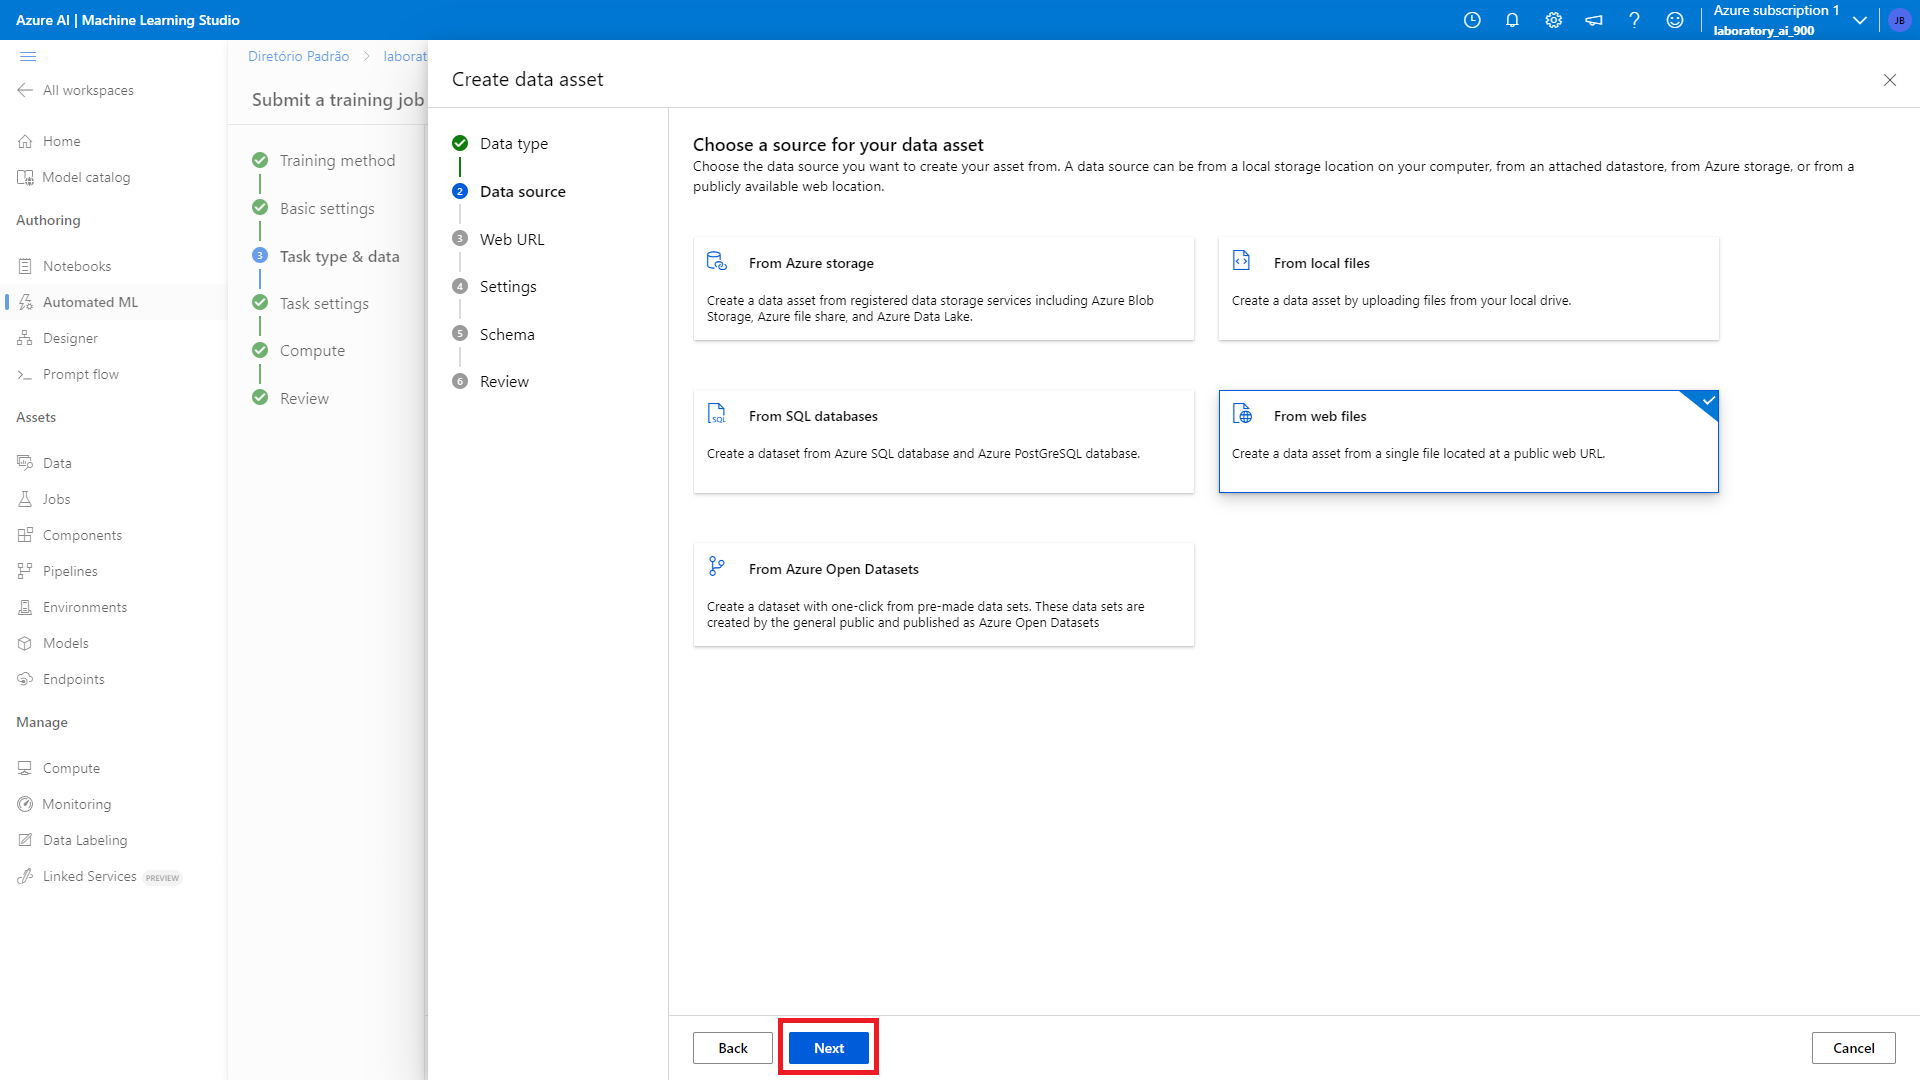 Azure AI | Machine Learning Studio
Azure subscription 1
laboratory_ai_900
JB
All workspaces
Home
Model catalog
Authoring
Notebooks
Automated ML
Designer
Prompt flow
Assets
Data
Jobs
Components
Pipelines
Environments
Models
Endpoints
Manage
Compute
Monitoring
Data Labeling
Linked Services PREVIEW
Diretório Padrão > laborat
Submit a training job
Training method
Basic settings
3 Task type & data
Task settings
Compute
Review
Create data asset
Data type
2 Data source
3 Web URL
4 Settings
5 Schema
6 Review
Choose a source for your data asset
Choose the data source you want to create your asset from. A data source can be from a local storage location on your computer, from an attached datastore, from Azure storage, or from a
publicly available web location.
From Azure storage
Create a data asset from registered data storage services including Azure Blob
Storage, Azure file share, and Azure Data Lake.
From local files
Create a data asset by uploading files from your local drive.
SQL
From SQL databases
Create a dataset from Azure SQL database and Azure PostGreSQL database.
From web files
Create a data asset from a single file located at a public web URL.
From Azure Open Datasets
Create a dataset with one-click from pre-made data sets. These data sets are
created by the general public and published as Azure Open Datasets
Back
Next
Cancel